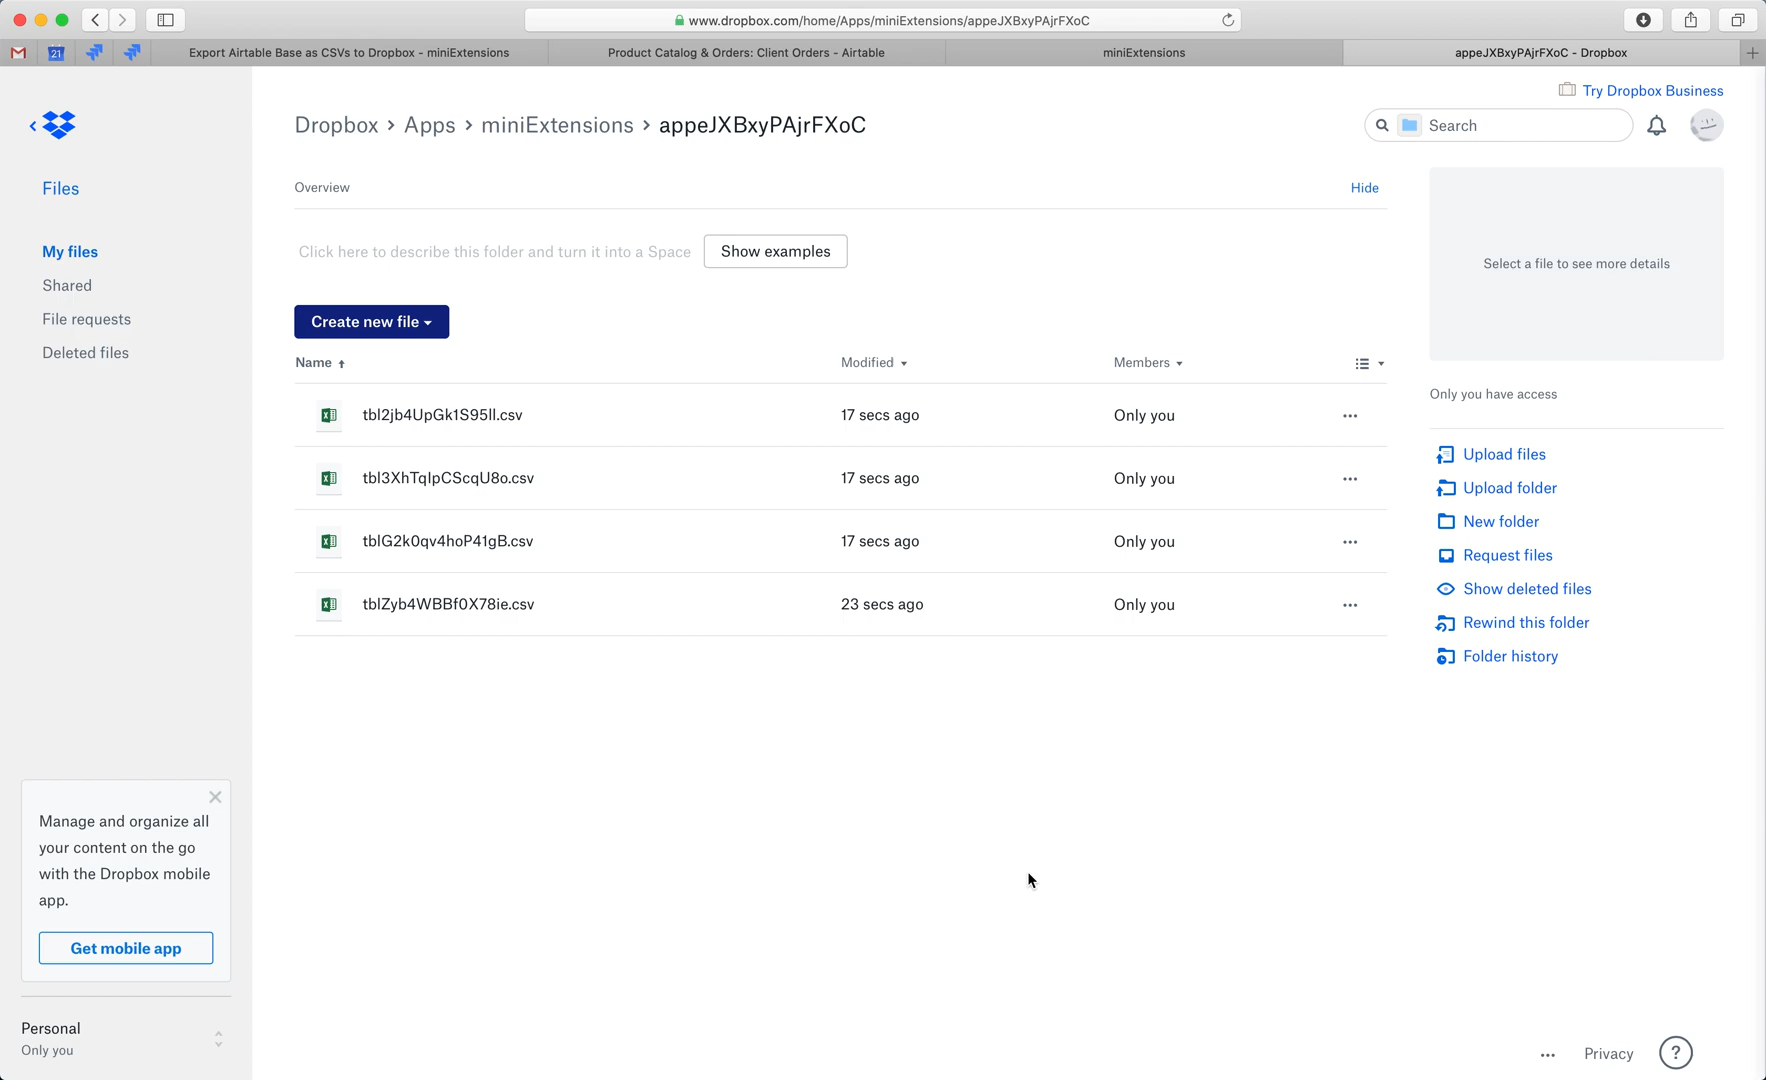 www.dropbox.com/home/Apps/miniExtensions/appeJXBxyPAjrFXoC
21
Export Airtable Base as CSVs to Dropbox - miniExtensions
Product Catalog & Orders: Client Orders - Airtable
miniExtensions
appeJXBxyPAjrFXoC - Dropbox
Try Dropbox Business
Dropbox > Apps > miniExtensions > appeJXBxyPAjrFXoC
Search
Files
My files
Shared
File requests
Deleted files
Overview
Hide
Click here to describe this folder and turn it into a Space
Show examples
Create new file
Name
Modified
Members
tbl2jb4UpGk1S95ll.csv
17 secs ago
Only you
tbl3XhTqlpCScqU8o.csv
17 secs ago
Only you
tblG2k0qv4hoP41gB.csv
17 secs ago
Only you
tblZyb4WBBf0X78ie.csv
23 secs ago
Only you
Select a file to see more details
Only you have access
Upload files
Upload folder
New folder
Request files
Show deleted files
Rewind this folder
Folder history
Manage and organize all
your content on the go
with the Dropbox mobile
app.
Get mobile app
Personal
Only you
Privacy
?